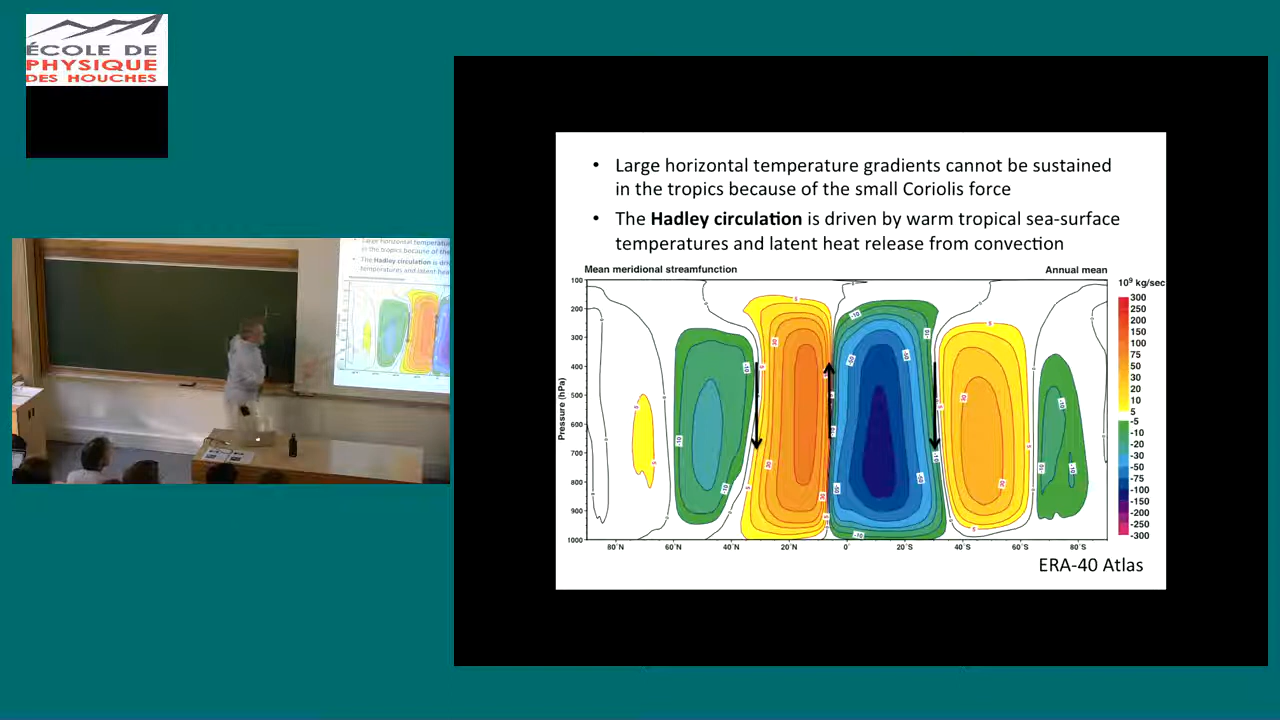 ÉCOLE DE
PHYSIQUE
DES HOUCHES
• Large horizontal temperature gradients cannot be sustained
in the tropics because of the small Coriolis force
• The Hadley circulation is driven by warm tropical sea-surface
temperatures and latent heat release from convection
Mean meridional streamfunction
Annual mean
10⁹ kg/sec
Pressure (hPa)
100
200
300
400
500
600
700
800
900
1000
80°N
60°N
40°N
20°N
0°
20°S
40°S
60°S
80°S
300
250
200
150
100
75
50
30
20
10
5
-5
-10
-20
-30
-50
-75
-100
-150
-200
-250
-300
ERA-40 Atlas